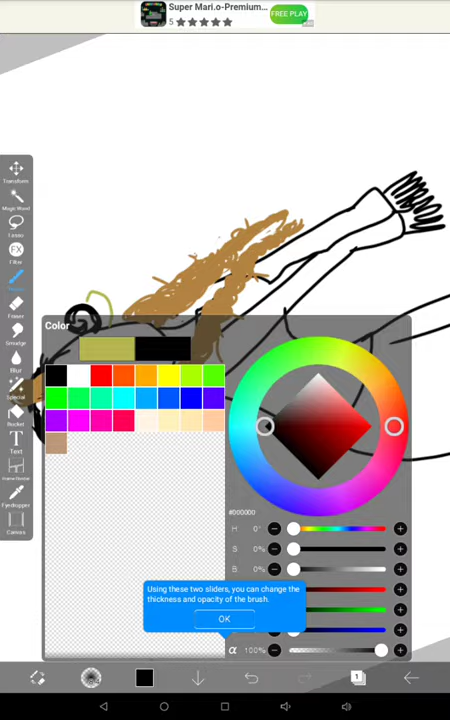 Super Mari.o-Premium...
FREE PLAY
5
Transform
Magic Wand
Lasso
FX
Filter
Brush
Eraser
Smudge
Blur
Special
Bucket
T
Text
Frame Divider
Eyedropper
Canvas
Color
#000000
H 0°
S 0%
B 0%
Using these two sliders, you can change the
thickness and opacity of the brush.
OK
α 100%
1